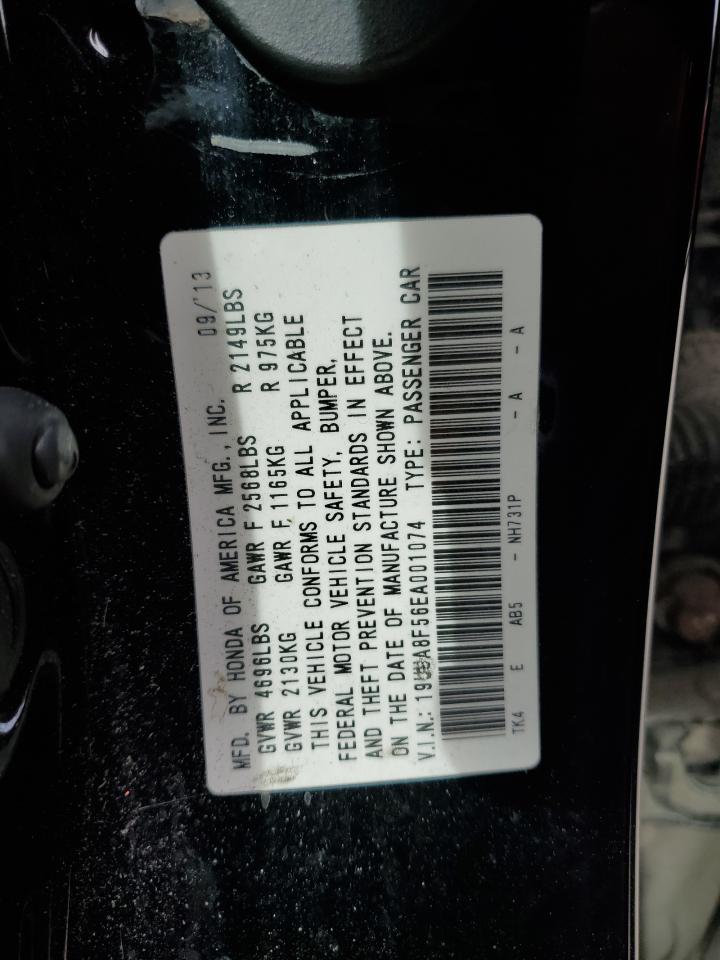 MFD. BY HONDA OF AMERICA MFG., INC. 09/'13
GVWR 4696LBS GAWR F 2568LBS R 2149LBS
GVWR 2130KG GAWR F 1165KG R 975KG
THIS VEHICLE CONFORMS TO ALL APPLICABLE
FEDERAL MOTOR VEHICLE SAFETY, BUMPER,
AND THEFT PREVENTION STANDARDS IN EFFECT
ON THE DATE OF MANUFACTURE SHOWN ABOVE.
V.I.N.: 19UUA8F56EA001074 TYPE: PASSENGER CAR
TK4 E AB5 - NH731P - A - A